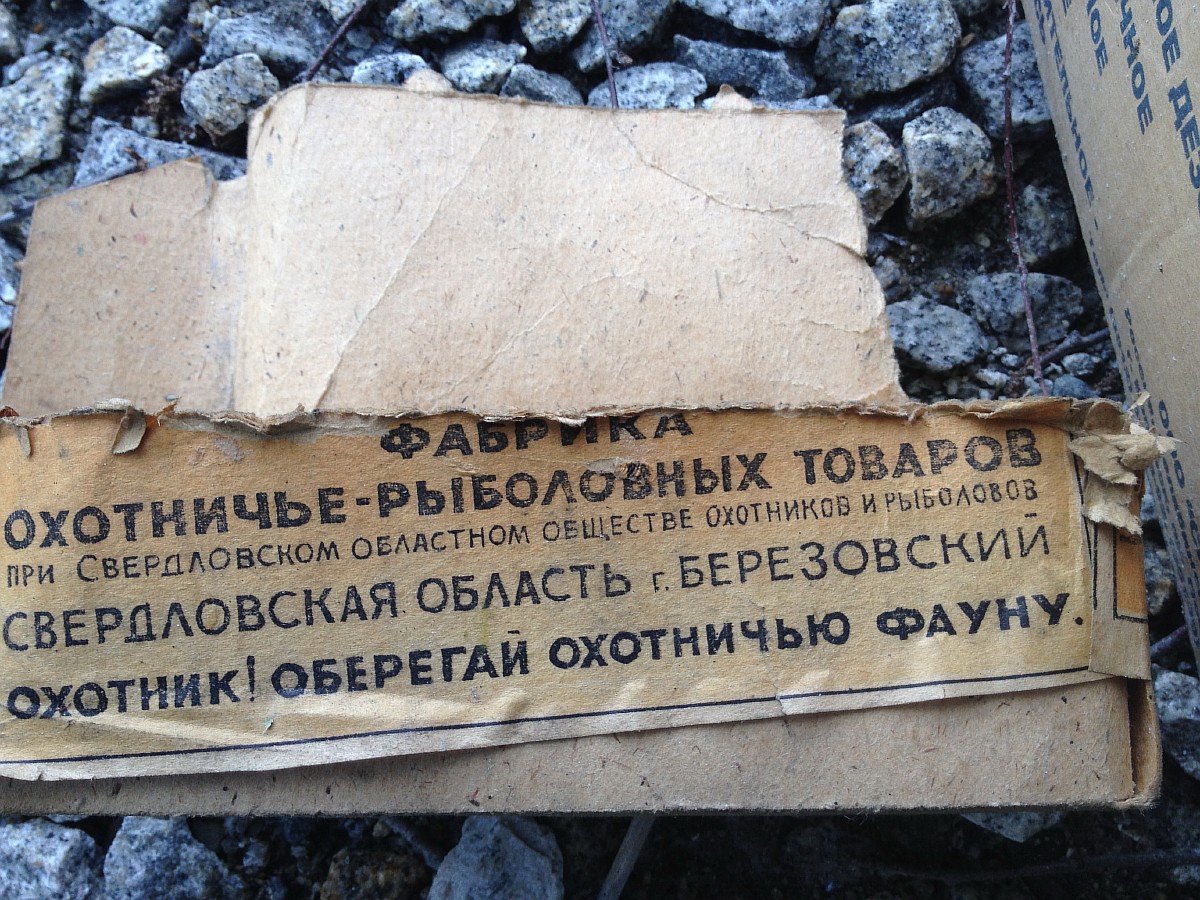 ФАБРИКА
ОХОТНИЧЬЕ-РЫБОЛОВНЫХ ТОВАРОВ
ПРИ СВЕРДЛОВСКОМ ОБЛАСТНОМ ОБЩЕСТВЕ ОХОТНИКОВ И РЫБОЛОВОВ
СВЕРДЛОВСКАЯ ОБЛАСТЬ г. БЕРЕЗОВСКИЙ
ОХОТНИК! ОБЕРЕГАЙ ОХОТНИЧЬЮ ФАУНУ.